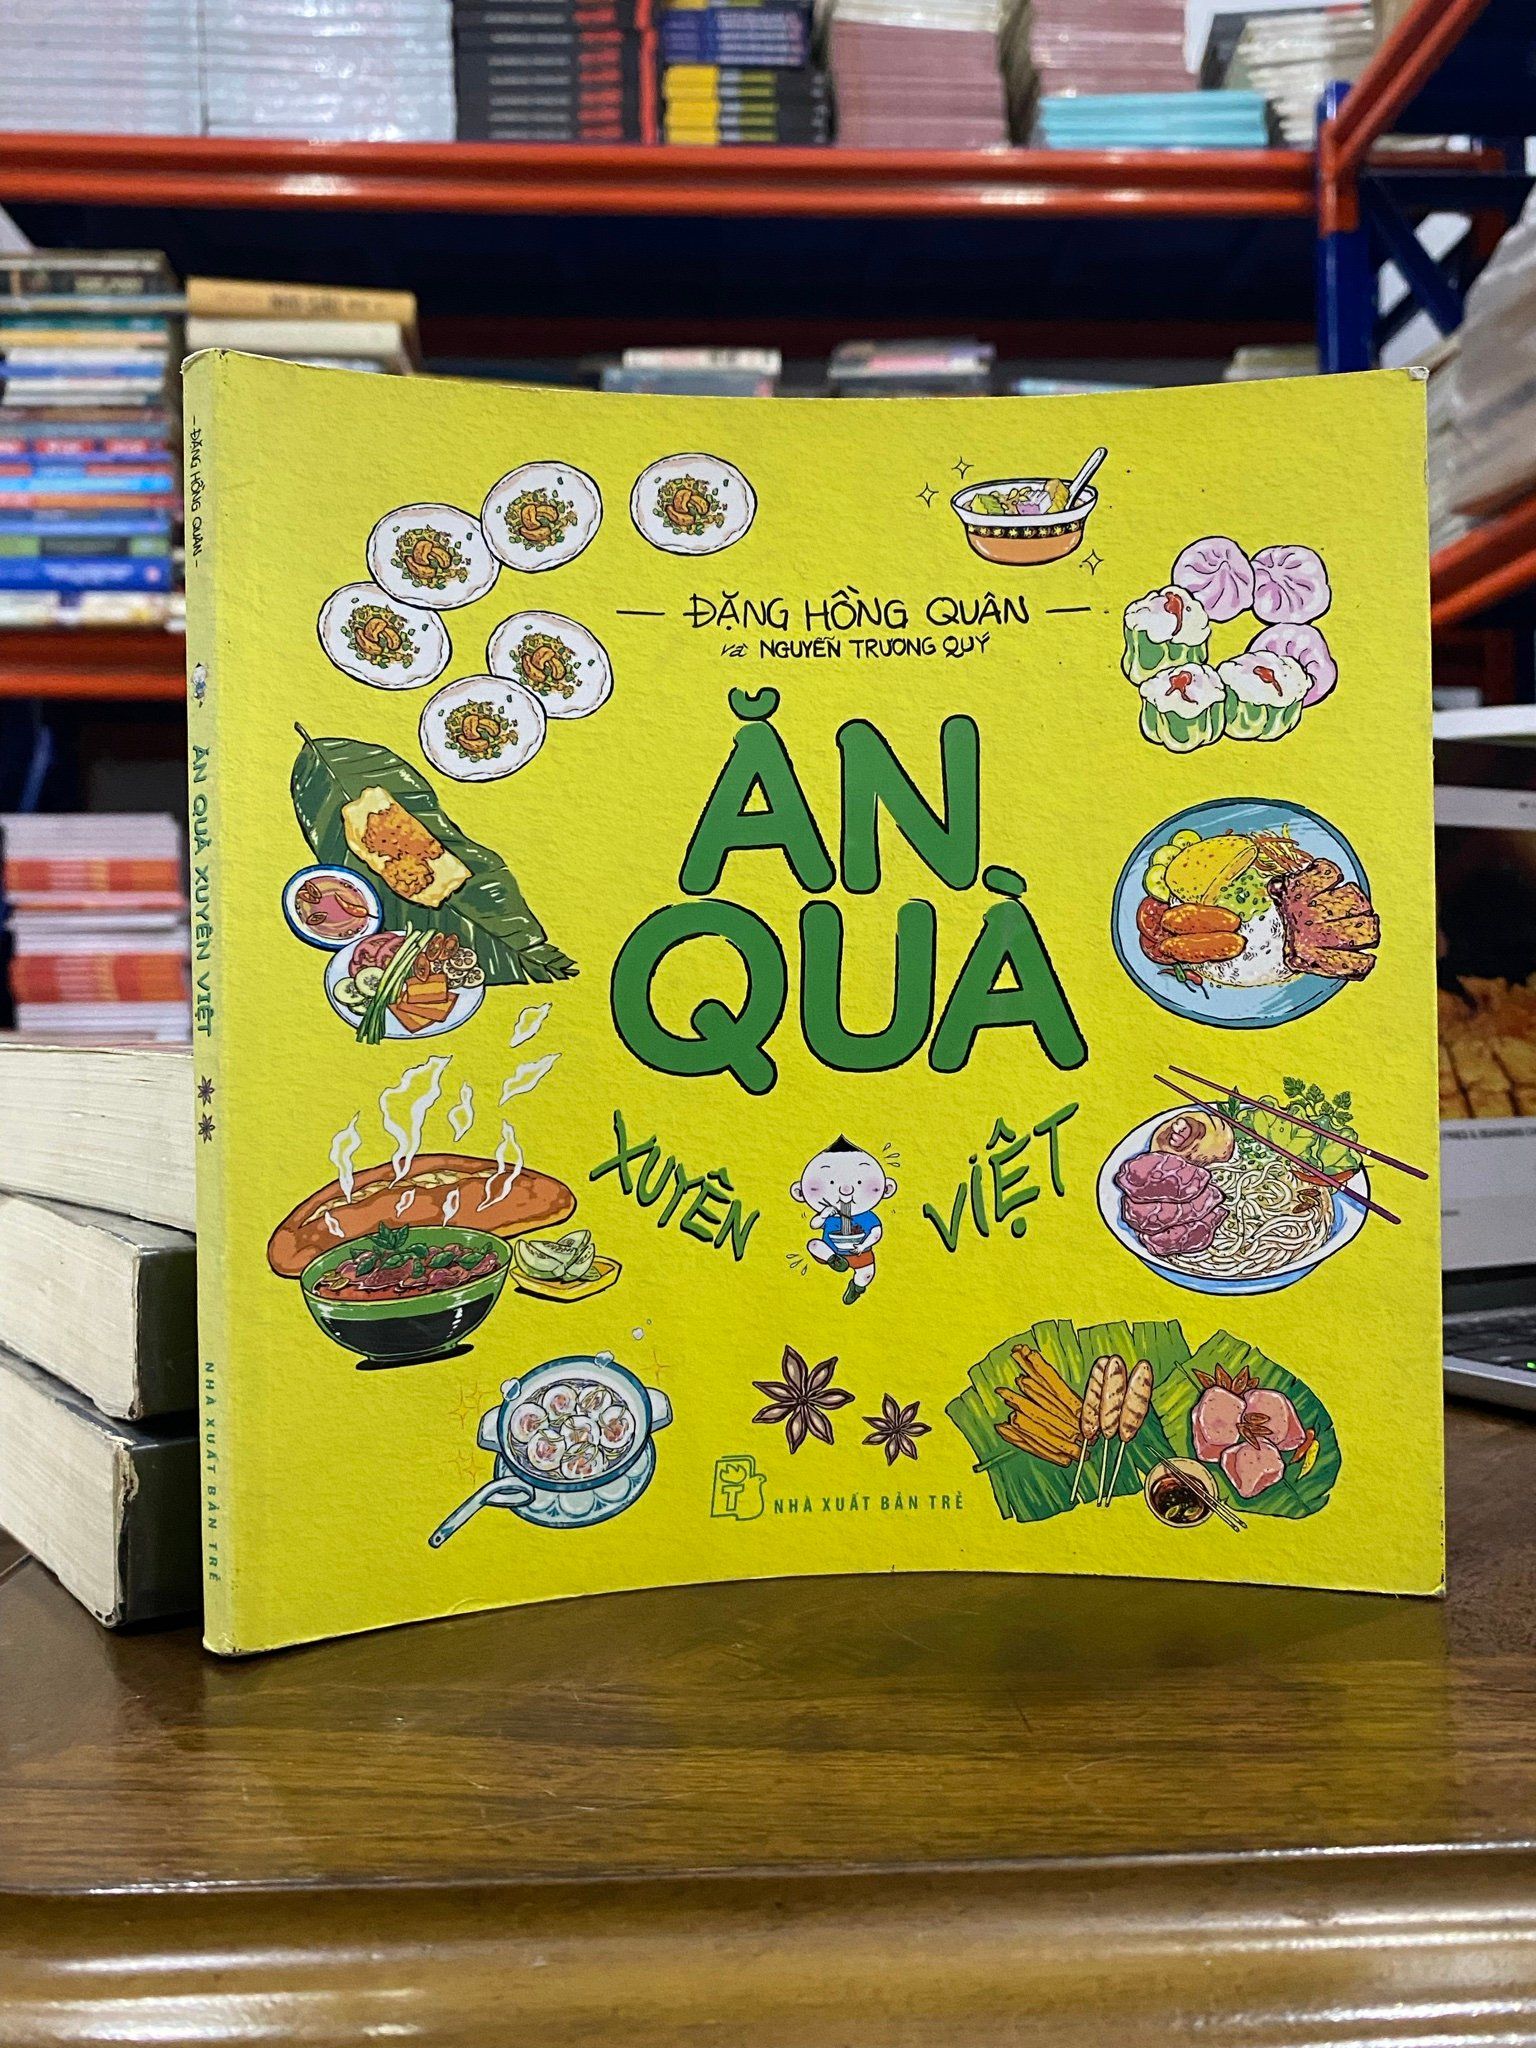 ĐẶNG HỒNG QUÂN
và NGUYỄN TRƯƠNG QUÝ
ĂN
QUÀ
XUYÊN VIỆT
T
NHÀ XUẤT BẢN TRẺ
- ĐẶNG HỒNG QUÂN -
ĂN QUÀ XUYÊN VIỆT
NHÀ XUẤT BẢN TRẺ